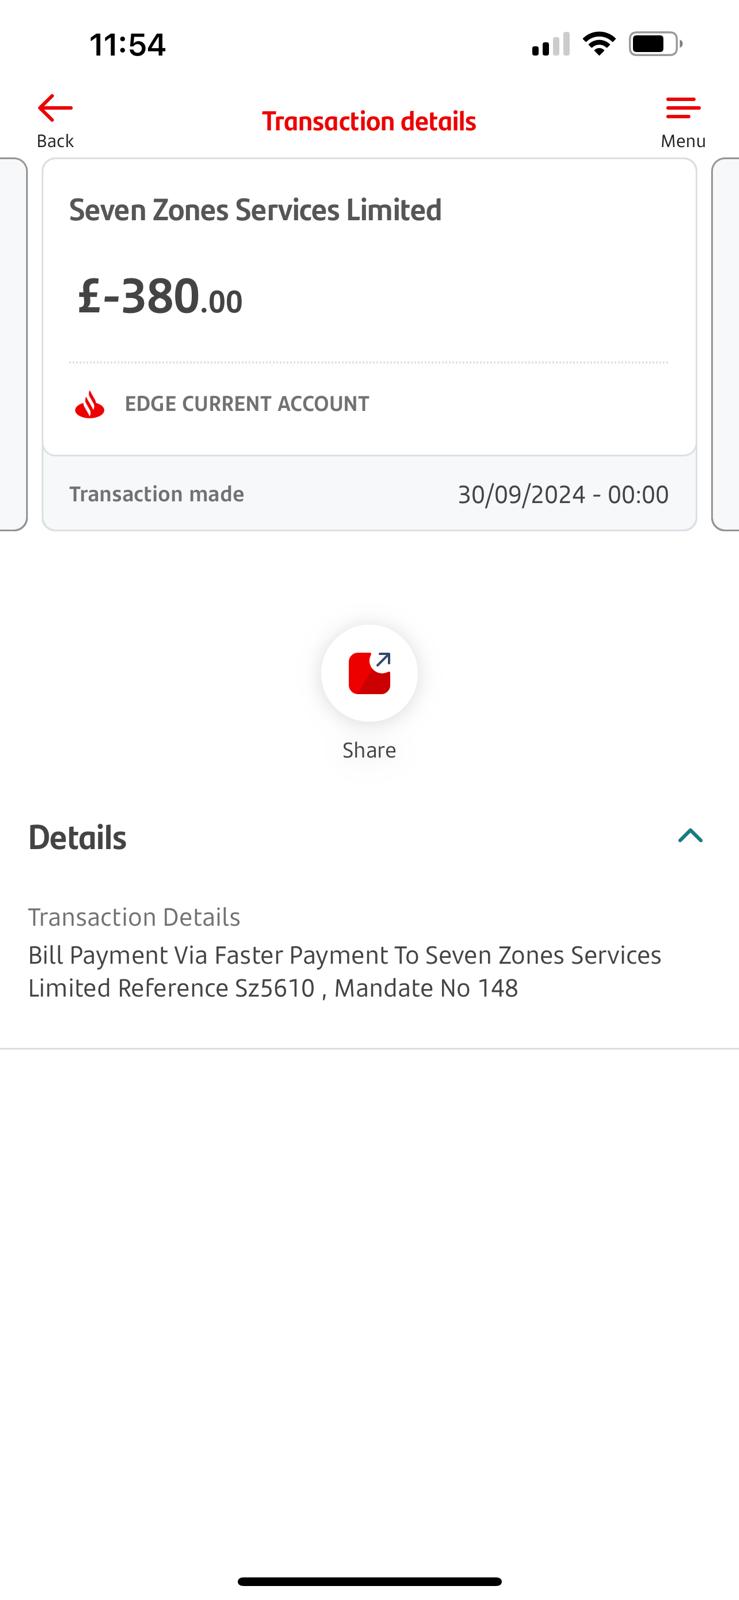 11:54
Back
Transaction details
Menu
Seven Zones Services Limited
£-380.00
EDGE CURRENT ACCOUNT
Transaction made 30/09/2024 - 00:00
Share
Details
Transaction Details
Bill Payment Via Faster Payment To Seven Zones Services
Limited Reference Sz5610 , Mandate No 148